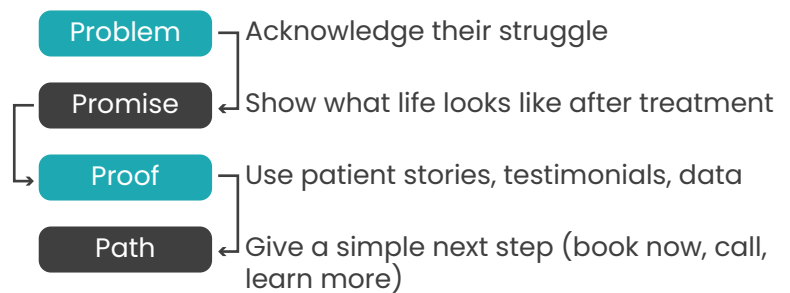 Problem
Acknowledge their struggle
Promise
Show what life looks like after treatment
Proof
Use patient stories, testimonials, data
Path
Give a simple next step (book now, call,
learn more)